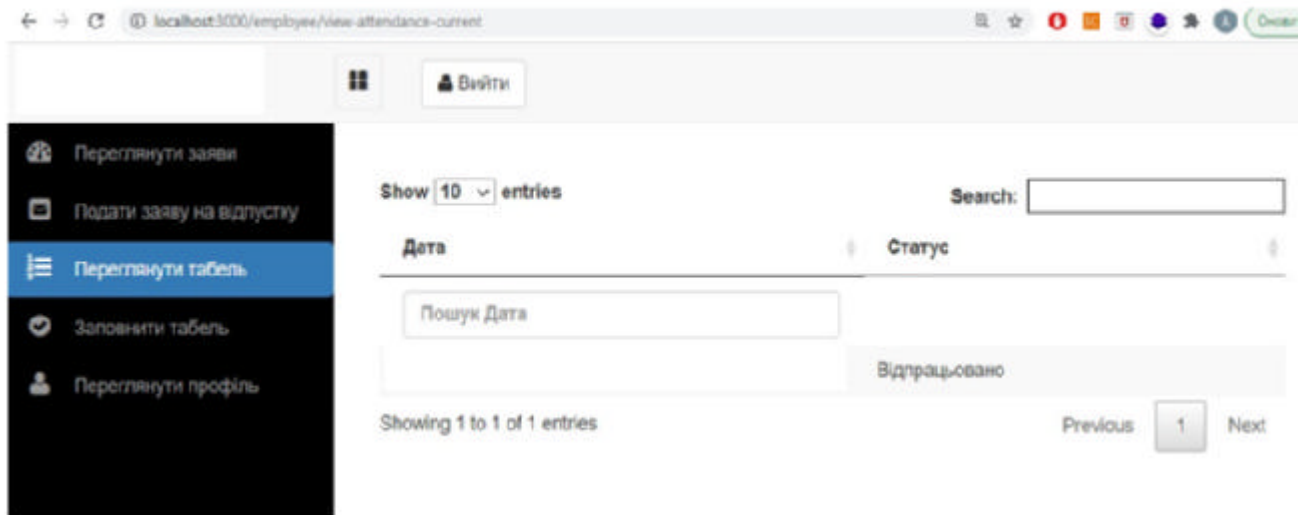 localhost:3000/employee/view-attendance-current
Вийти
Переглянути заяви
Подати заяву на відпустку
Переглянути табель
Заповнити табель
Переглянути профіль
Show 10 entries
Search:
Дата Статус
Пошук Дата
Відпрацьовано
Showing 1 to 1 of 1 entries
Previous 1 Next